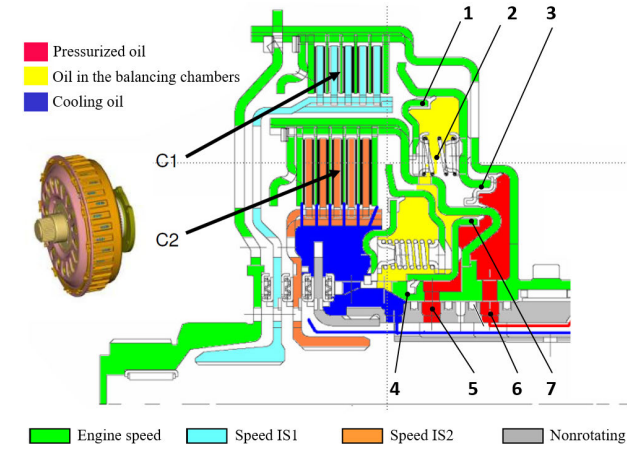 1 2 3
Pressurized oil
Oil in the balancing chambers
Cooling oil
C1
C2
4 5 6 7
Engine speed Speed IS1 Speed IS2 Nonrotating